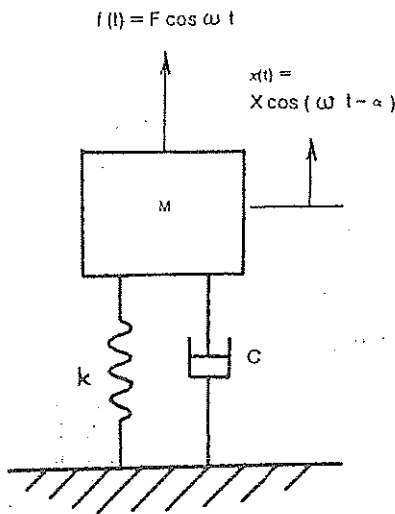 f(t) = F cos ω t
x(t) =
X cos ( ω t - α )
M
k
C